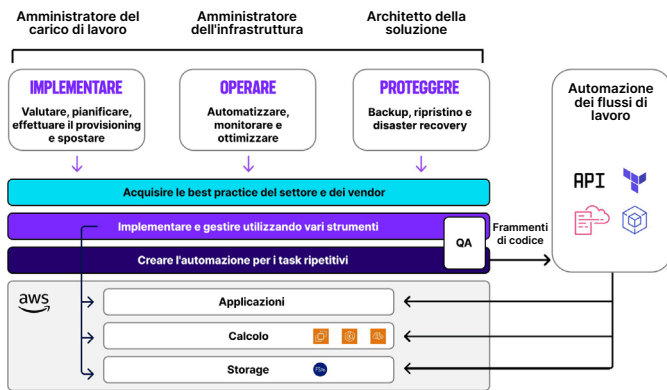 Amministratore del
carico di lavoro
Amministratore
dell'infrastruttura
Architetto della
soluzione
IMPLEMENTARE
Valutare, pianificare,
effettuare il provisioning
e spostare
OPERARE
Automatizzare,
monitorare e
ottimizzare
PROTEGGERE
Backup, ripristino e
disaster recovery
Automazione
dei flussi di
lavoro
API
Acquisire le best practice del settore e dei vendor
Implementare e gestire utilizzando vari strumenti
QA
Frammenti
di codice
Creare l'automazione per i task ripetitivi
aws
Applicazioni
Calcolo
Storage